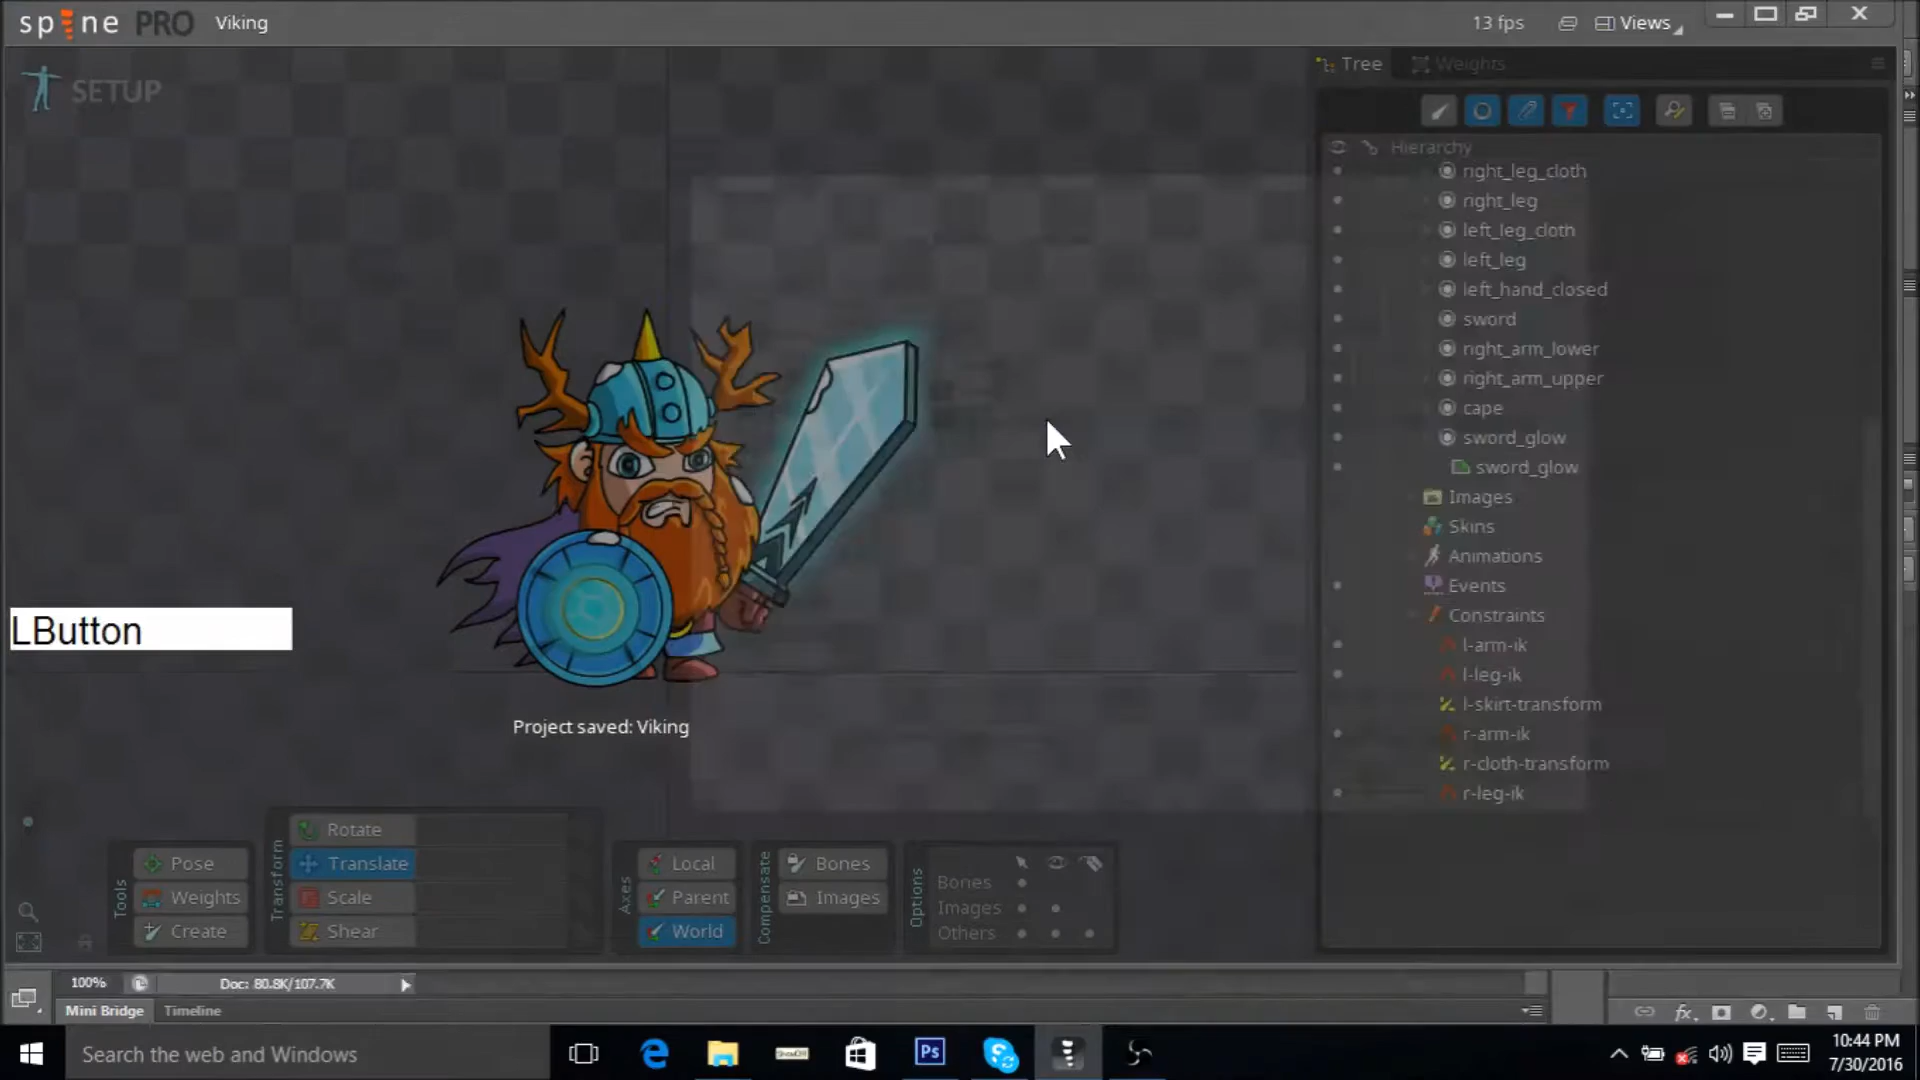 spine PRO Viking 13 fps Views
SETUP
Tree Weights
Hierarchy
right_leg_cloth
right_leg
left_leg_cloth
left_leg
left_hand_closed
sword
right_arm_lower
right_arm_upper
cape
sword_glow
sword_glow
Images
Skins
Animations
Events
Constraints
l-arm-ik
l-leg-ik
l-skirt-transform
r-arm-ik
r-cloth-transform
r-leg-ik
LButton
Project saved: Viking
Tools
Pose
Weights
Create
Transform
Rotate
Translate
Scale
Shear
Axes
Local
Parent
World
Compensate
Bones
Images
Options
Bones
Images
Others
100% Doc: 80.8K/107.7K
Mini Bridge Timeline
fx
Search the web and Windows
Ps
10:44 PM
7/30/2016